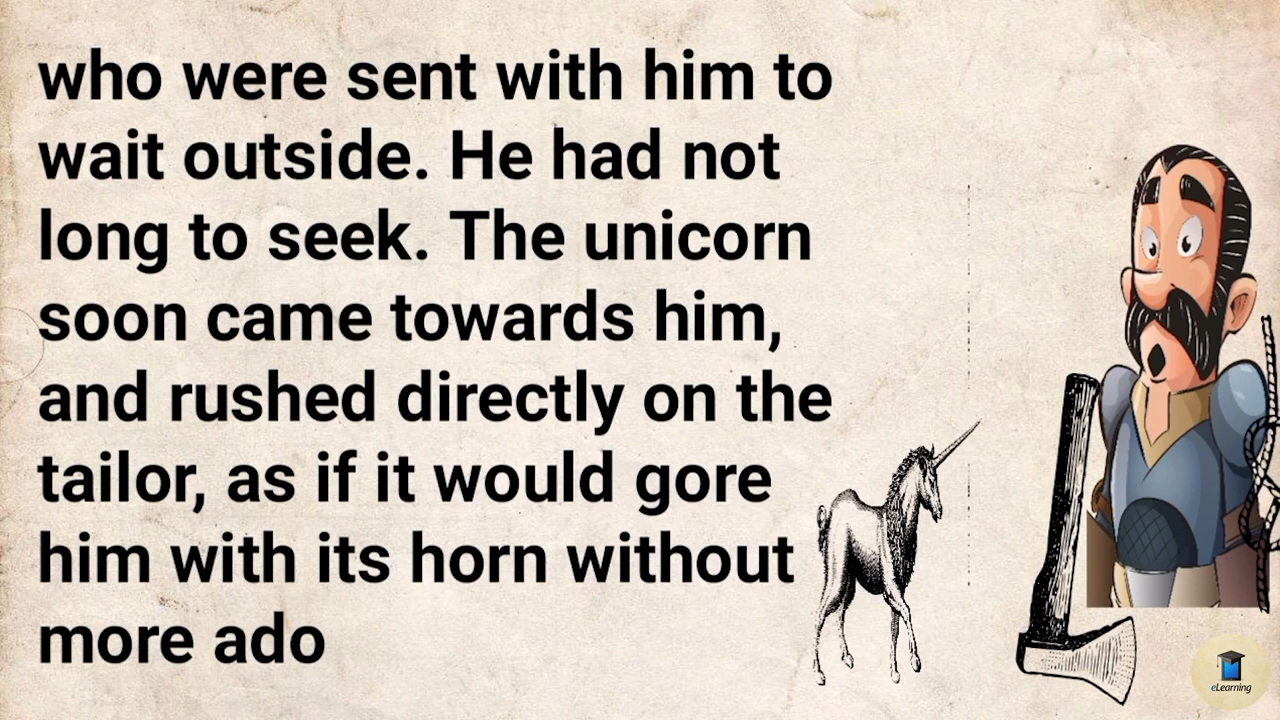 who were sent with him to
wait outside. He had not
long to seek. The unicorn
soon came towards him,
and rushed directly on the
tailor, as if it would gore
him with its horn without
more ado
eLearning